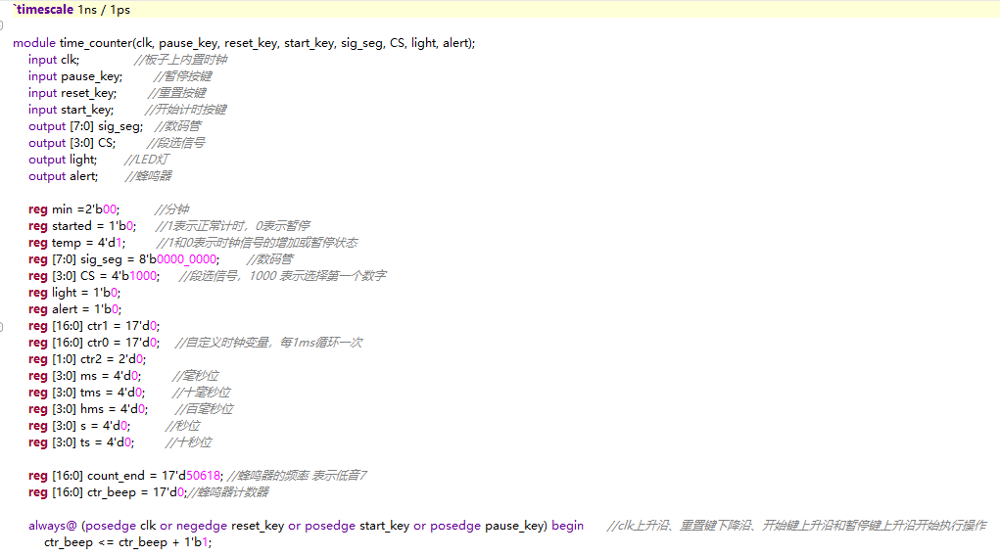 `timescale 1ns / 1ps
module time_counter(clk, pause_key, reset_key, start_key, sig_seg, CS, light, alert);
input clk; //板子上内置时钟
input pause_key; //暂停按键
input reset_key; //重置按键
input start_key; //开始计时按键
output [7:0] sig_seg; //数码管
output [3:0] CS; //段选信号
output light; //LED灯
output alert; //蜂鸣器
reg min =2'b00; //分钟
reg started = 1'b0; //1表示正常计时，0表示暂停
reg temp = 4'd1; //1和0表示时钟信号的增加或暂停状态
reg [7:0] sig_seg = 8'b0000_0000; //数码管
reg [3:0] CS = 4'b1000; //段选信号，1000 表示选择第一个数字
reg light = 1'b0;
reg alert = 1'b0;
reg [16:0] ctr1 = 17'd0;
reg [16:0] ctr0 = 17'd0; //自定义时钟变量，每1ms循环一次
reg [1:0] ctr2 = 2'd0;
reg [3:0] ms = 4'd0; //毫秒位
reg [3:0] tms = 4'd0; //十毫秒位
reg [3:0] hms = 4'd0; //百毫秒位
reg [3:0] s = 4'd0; //秒位
reg [3:0] ts = 4'd0; //十秒位
reg [16:0] count_end = 17'd50618; //蜂鸣器的频率 表示低音7
reg [16:0] ctr_beep = 17'd0;//蜂鸣器计数器
always@ (posedge clk or negedge reset_key or posedge start_key or posedge pause_key) begin //clk上升沿、重置键下降沿、开始键上升沿和暂停键上升沿开始执行操作
ctr_beep <= ctr_beep + 1'b1;